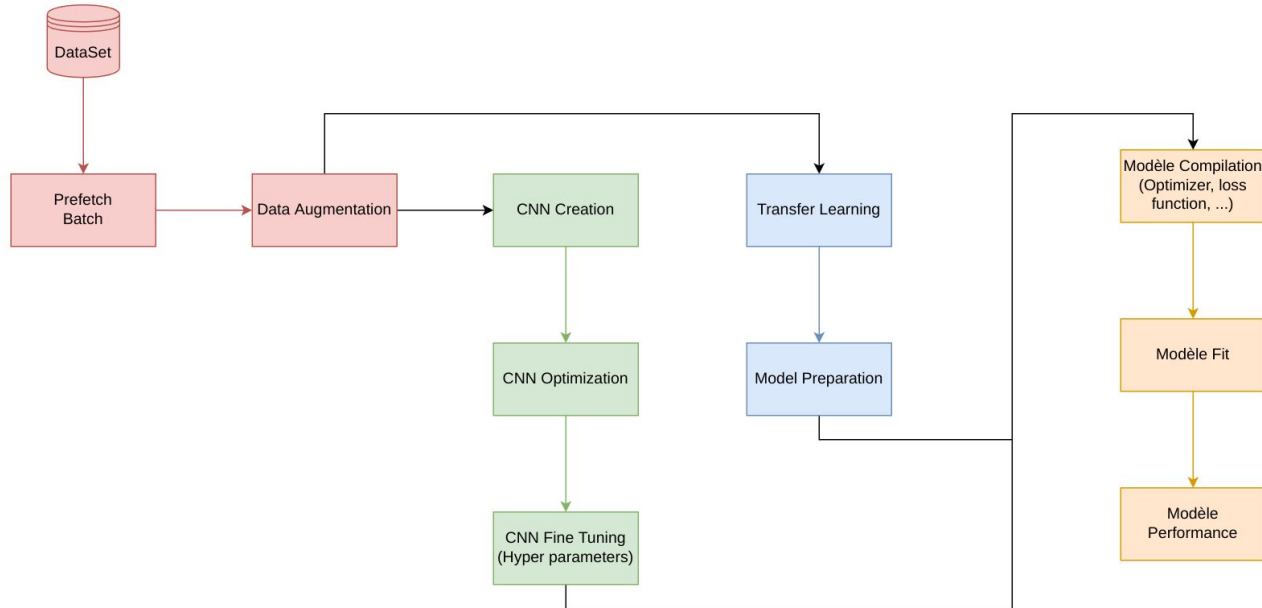 DataSet
Prefetch
Batch
Data Augmentation
CNN Creation
Transfer Learning
Modèle Compilation
(Optimizer, loss
function, ...)
CNN Optimization
Model Preparation
Modèle Fit
CNN Fine Tuning
(Hyper parameters)
Modèle
Performance